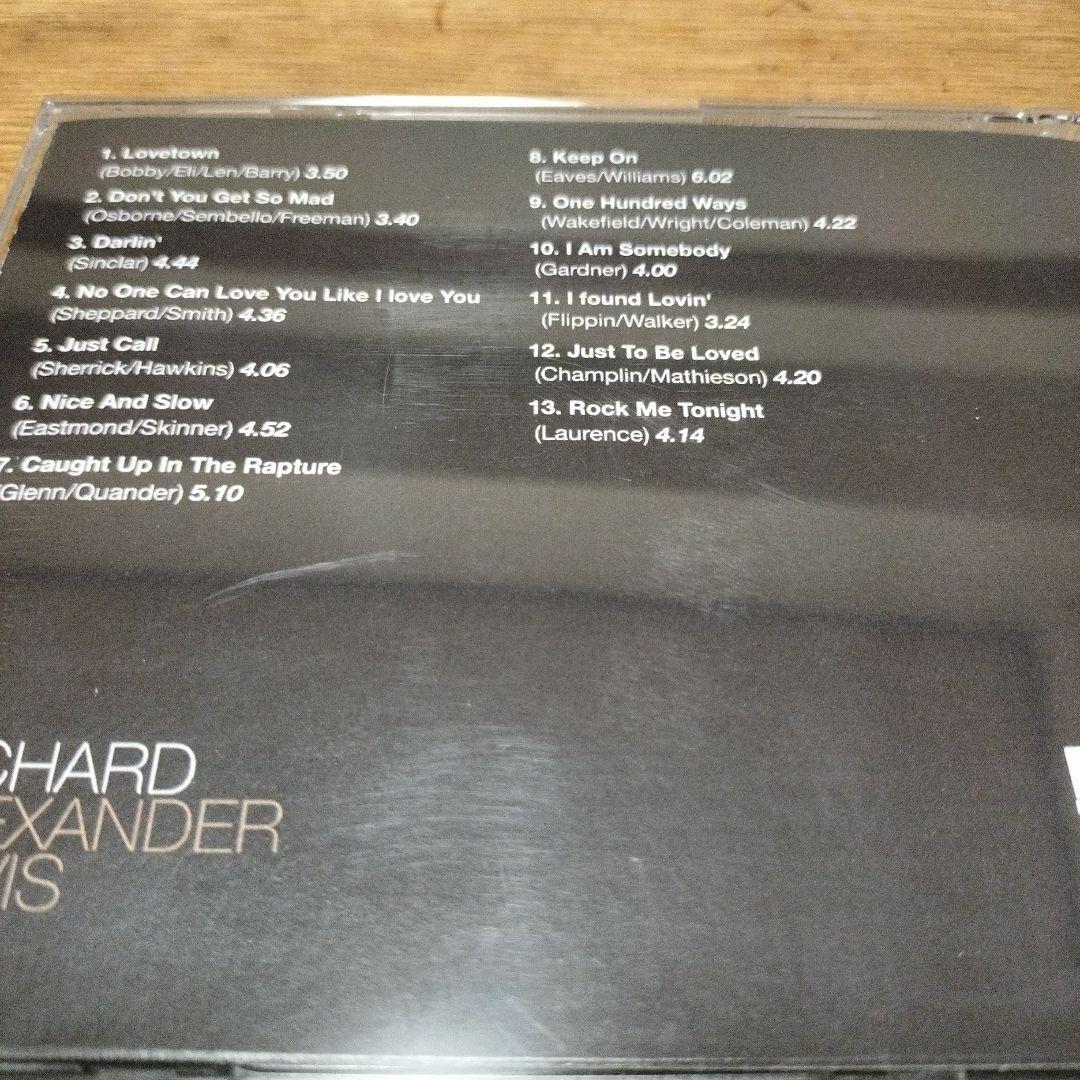 1. Lovetown
(Bobby/Eli/Len/Barry) 3.50
2. Don't You Get So Mad
(Osborne/Sembello/Freeman) 3.40
3. Darlin'
(Sinclar) 4.44
4. No One Can Love You Like I love You
(Sheppard/Smith) 4.36
5. Just Call
(Sherrick/Hawkins) 4.06
6. Nice And Slow
(Eastmond/Skinner) 4.52
7. Caught Up In The Rapture
(Glenn/Quander) 5.10
8. Keep On
(Eaves/Williams) 6.02
9. One Hundred Ways
(Wakefield/Wright/Coleman) 4.22
10. I Am Somebody
(Gardner) 4.00
11. I found Lovin'
(Flippin/Walker) 3.24
12. Just To Be Loved
(Champlin/Mathieson) 4.20
13. Rock Me Tonight
(Laurence) 4.14
CHARD
EXANDER
VIS